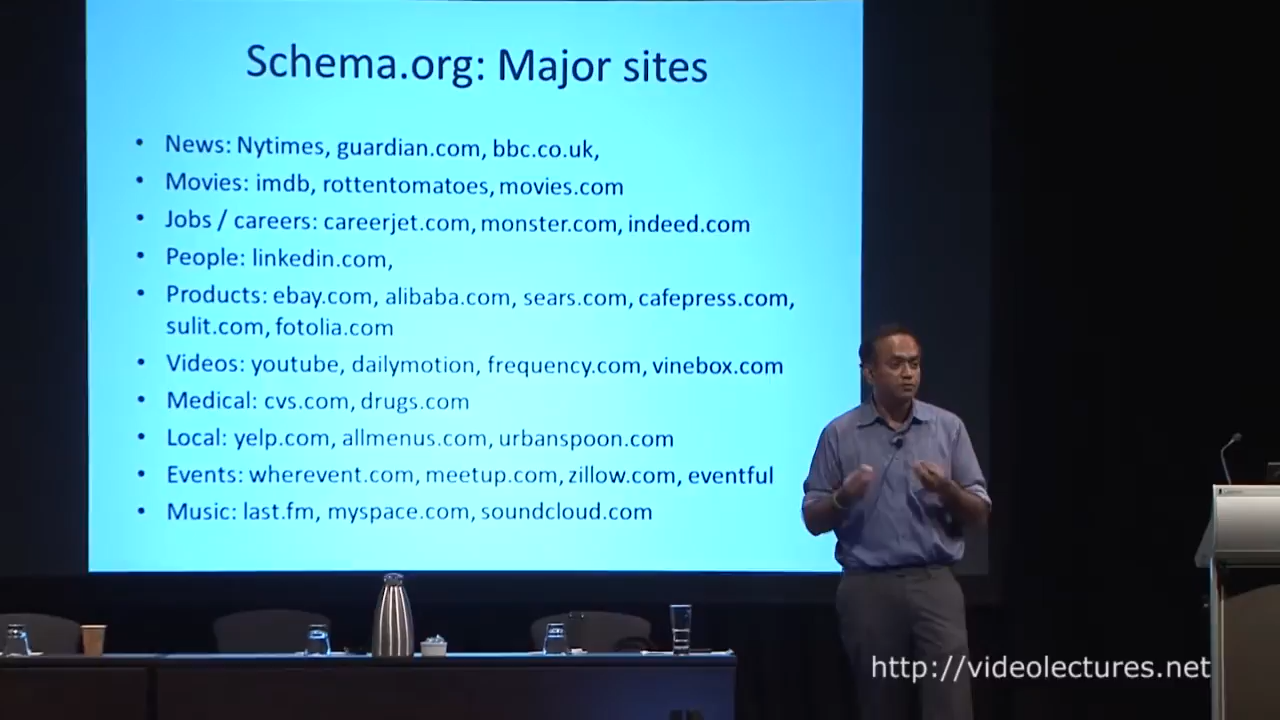 Schema.org: Major sites
• News: Nytimes, guardian.com, bbc.co.uk,
• Movies: imdb, rottentomatoes, movies.com
• Jobs / careers: careerjet.com, monster.com, indeed.com
• People: linkedin.com,
• Products: ebay.com, alibaba.com, sears.com, cafepress.com,
sulit.com, fotolia.com
• Videos: youtube, dailymotion, frequency.com, vinebox.com
• Medical: cvs.com, drugs.com
• Local: yelp.com, allmenus.com, urbanspoon.com
• Events: wherevent.com, meetup.com, zillow.com, eventful
• Music: last.fm, myspace.com, soundcloud.com
http://videolectures.net